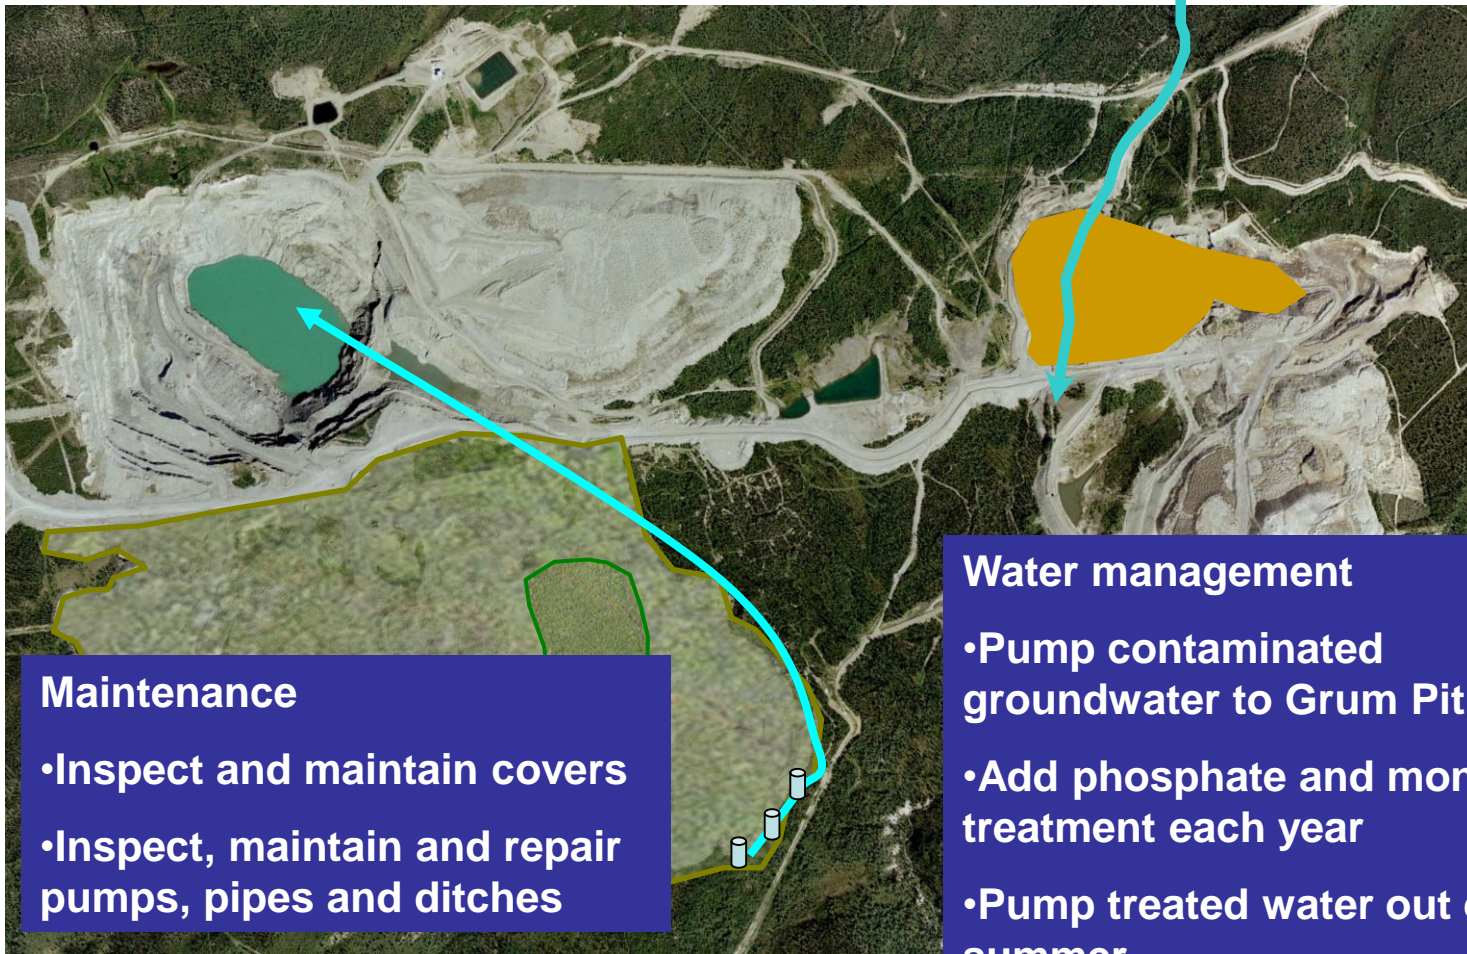 Maintenance
•Inspect and maintain covers
•Inspect, maintain and repair
pumps, pipes and ditches
Water management
•Pump contaminated
groundwater to Grum Pit
•Add phosphate and
treatment each year
•Pump treated water out
summer